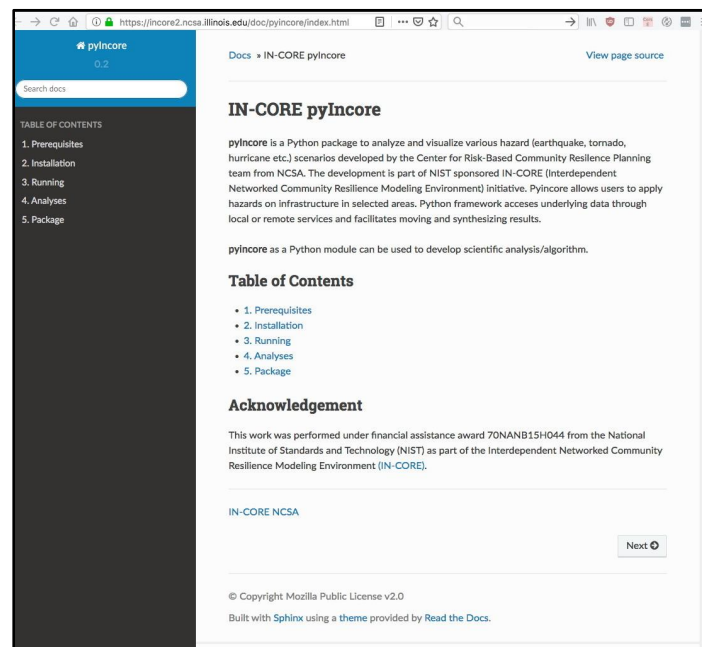 https://incore2.ncsa.illinois.edu/doc/pyincore/index.html
pyIncore
0.2
Search docs
TABLE OF CONTENTS
1. Prerequisites
2. Installation
3. Running
4. Analyses
5. Package
Docs » IN-CORE pyIncore
View page source
IN-CORE pyIncore
pyIncore is a Python package to analyze and visualize various hazard (earthquake, tornado,
hurricane etc.) scenarios developed by the Center for Risk-Based Community Resilence Planning
team from NCSA. The development is part of NIST sponsored IN-CORE (Interdependent
Networked Community Resilience Modeling Environment) initiative. Pyincore allows users to apply
hazards on infrastructure in selected areas. Python framework acceses underlying data through
local or remote services and facilitates moving and synthesizing results.
pyincore as a Python module can be used to develop scientific analysis/algorithm.
Table of Contents
• 1. Prerequisites
• 2. Installation
• 3. Running
• 4. Analyses
• 5. Package
Acknowledgement
This work was performed under financial assistance award 70NANB15H044 from the National
Institute of Standards and Technology (NIST) as part of the Interdependent Networked Community
Resilience Modeling Environment (IN-CORE).
IN-CORE NCSA
Next
© Copyright Mozilla Public License v2.0
Built with Sphinx using a theme provided by Read the Docs.